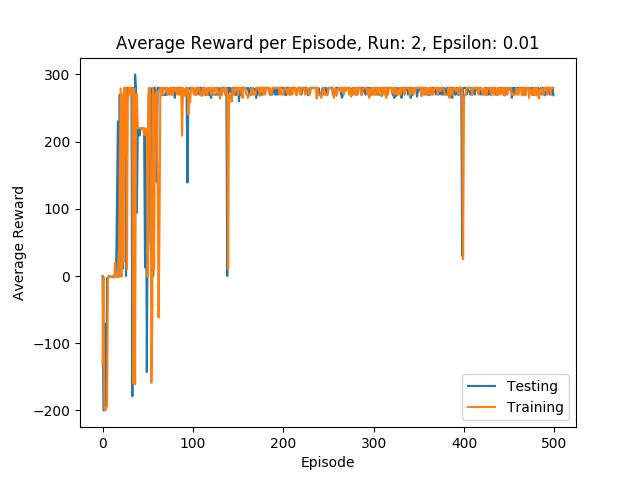 Average Reward per Episode, Run: 2, Epsilon: 0.01
300
200
100
0
−100
−200
Average Reward
0
100
200
300
400
500
Episode
Testing
Training